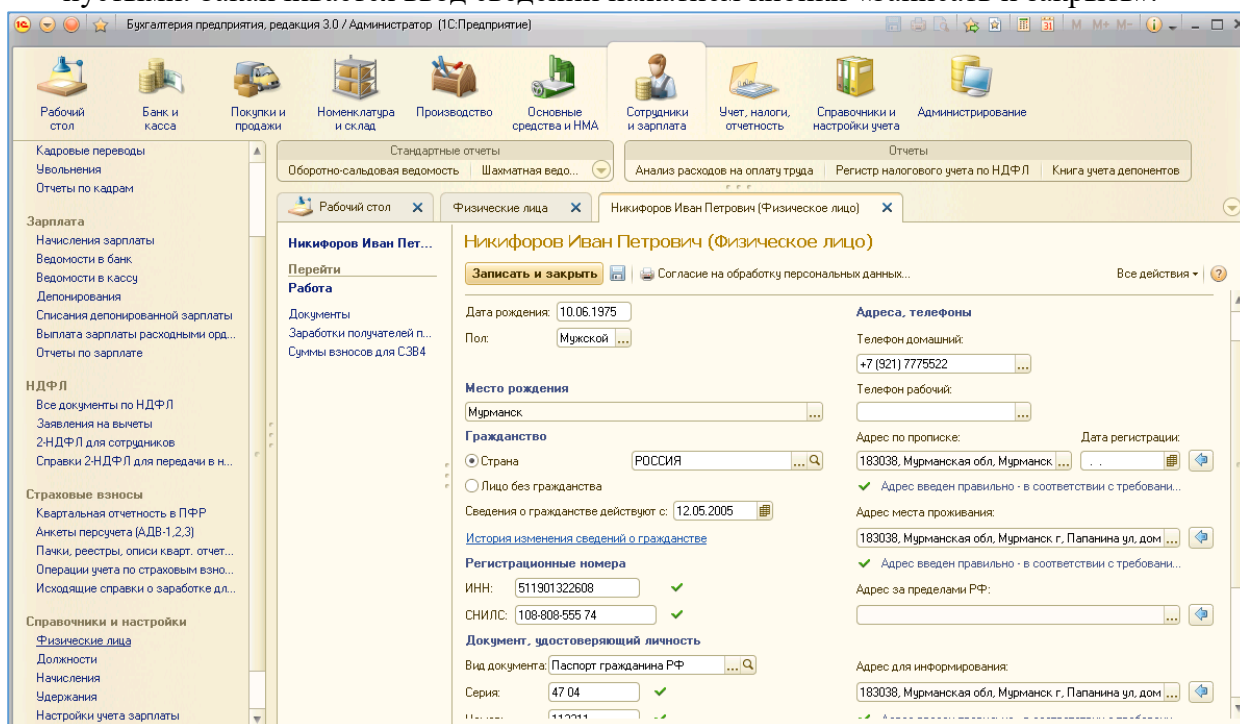 Бухгалтерия предприятия, редакция 3.0 / Администратор (1С:Предприятие)
M M+ M-
Рабочий стол
Банк и касса
Покупки и продажи
Номенклатура и склад
Производство
Основные средства и НМА
Сотрудники и зарплата
Учет, налоги, отчетность
Справочники и настройки учета
Администрирование
Кадровые переводы
Увольнения
Отчеты по кадрам
Зарплата
Начисления зарплаты
Ведомости в банк
Ведомости в кассу
Депонирования
Списания депонированной зарплаты
Выплата зарплаты расходными орд...
Отчеты по зарплате
НДФЛ
Все документы по НДФЛ
Заявления на вычеты
2-НДФЛ для сотрудников
Справки 2-НДФЛ для передачи в н...
Страховые взносы
Квартальная отчетность в ПФР
Анкеты персучета (АДВ-1,2,3)
Пачки, реестры, описи кварт. отчет...
Операции учета по страховым взно...
Исходящие справки о заработке дл...
Справочники и настройки
Физические лица
Должности
Начисления
Удержания
Настройки учета зарплаты
Стандартные отчеты
Оборотно-сальдовая ведомость Шахматная ведо...
Отчеты
Анализ расходов на оплату труда Регистр налогового учета по НДФЛ Книга учета депонентов
Рабочий стол Физические лица Никифоров Иван Петрович (Физическое лицо)
Никифоров Иван Пет...
Перейти
Работа
Документы
Заработки получателей п...
Суммы взносов для СЗВ4
Никифоров Иван Петрович (Физическое лицо)
Записать и закрыть Согласие на обработку персональных данных... Все действия
Дата рождения: 10.06.1975
Пол: Мужской ...
Место рождения
Мурманск ...
Гражданство
Страна РОССИЯ ...
Лицо без гражданства
Сведения о гражданстве действуют с: 12.05.2005
История изменения сведений о гражданстве
Регистрационные номера
ИНН: 511901322608
СНИЛС: 108-808-555 74
Документ, удостоверяющий личность
Вид документа: Паспорт гражданина РФ ...
Серия: 47 04
Адреса, телефоны
Телефон домашний:
+7 (921) 7775522 ...
Телефон рабочий:
...
Адрес по прописке: Дата регистрации:
183038, Мурманская обл, Мурманск ... . .
Адрес введен правильно - в соответствии с требовани...
Адрес места проживания:
183038, Мурманская обл, Мурманск г, Папанина ул, дом ...
Адрес введен правильно - в соответствии с требовани...
Адрес за пределами РФ:
...
Адрес для информирования:
183038, Мурманская обл, Мурманск г, Папанина ул, дом ...